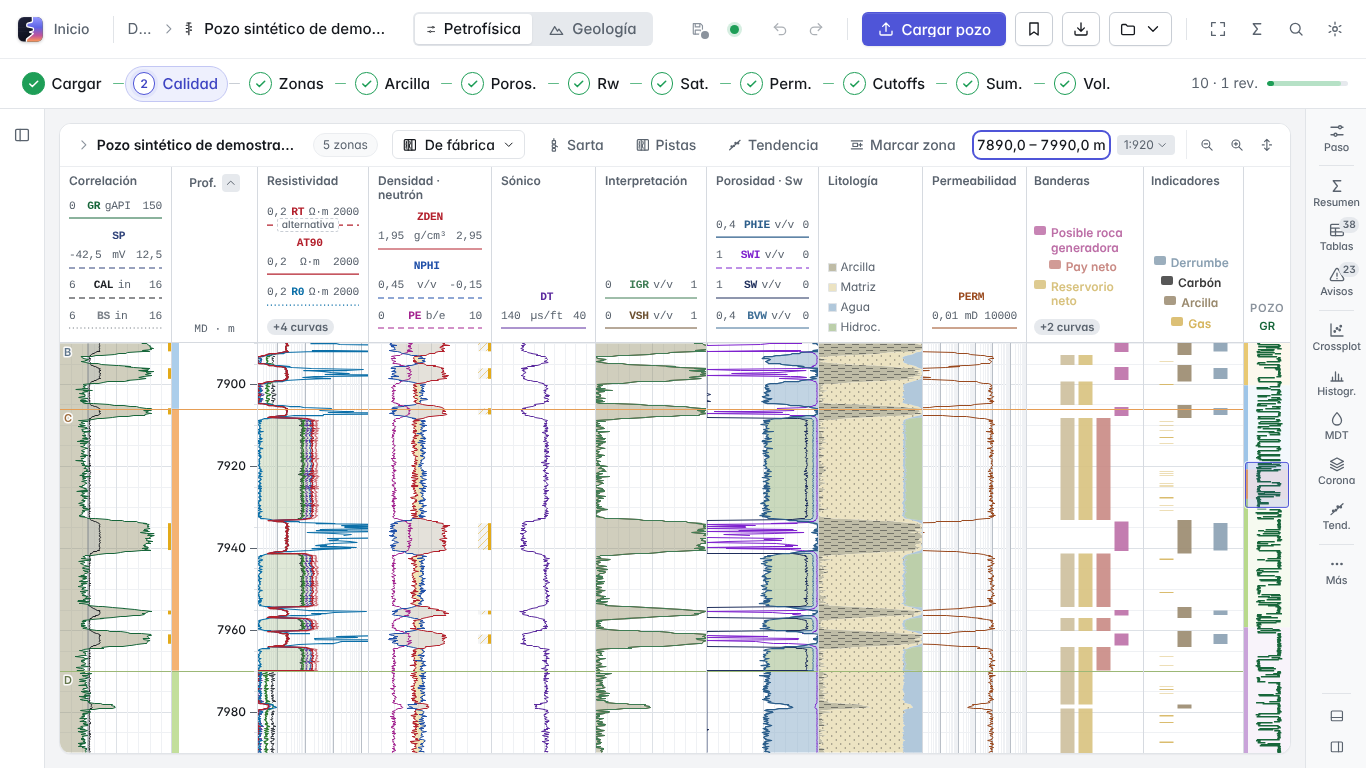 Inicio
D...
Pozo sintético de demo...
Petrofísica
Geología
Cargar pozo
Cargar
2 Calidad
Zonas
Arcilla
Poros.
Rw
Sat.
Perm.
Cutoffs
Sum.
Vol.
10 · 1 rev.
Pozo sintético de demostra...
5 zonas
De fábrica
Sarta
Pistas
Tendencia
Marcar zona
7890,0 – 7990,0 m
1:920
Correlación
0 GR gAPI 150
SP
-42,5 mV 12,5
6 CAL in 16
6 BS in 16
Prof.
MD · m
Resistividad
0,2 RT Ω·m 2000
alternativa
AT90
0,2 Ω·m 2000
0,2 R0 Ω·m 2000
+4 curvas
Densidad ·
neutrón
ZDEN
1,95 g/cm³ 2,95
NPHI
0,45 v/v -0,15
0 PE b/e 10
Sónico
DT
140 µs/ft 40
Interpretación
0 IGR v/v 1
0 VSH v/v 1
Porosidad · Sw
0,4 PHIE v/v 0
1 SWI v/v 0
1 SW v/v 0
0,4 BVW v/v 0
Litología
Arcilla
Matriz
Agua
Hidroc.
Permeabilidad
PERM
0,01 mD 10000
Banderas
Posible roca
generadora
Pay neto
Reservorio
neto
+2 curvas
Indicadores
Derrumbe
Carbón
Arcilla
Gas
POZO
GR
B
7900
C
7920
7940
7960
D
7980
Paso
Resumen
38
Tablas
23
Avisos
Crossplot
Histogr.
MDT
Corona
Tend.
Más